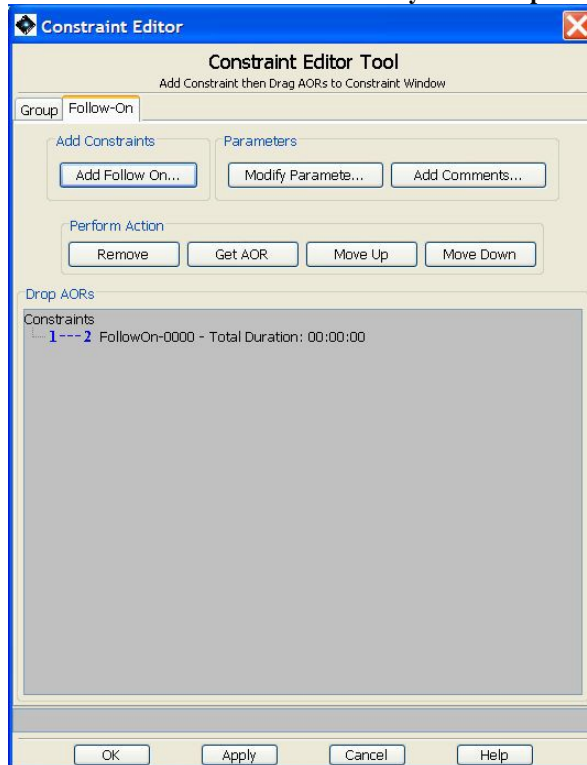 Constraint Editor
Constraint Editor Tool
Add Constraint then Drag AORs to Constraint Window
Group Follow-On
Add Constraints Parameters
Add Follow On... Modify Paramete... Add Comments...
Perform Action
Remove Get AOR Move Up Move Down
Drop AORs
Constraints
1---2 FollowOn-0000 - Total Duration: 00:00:00
OK Apply Cancel Help